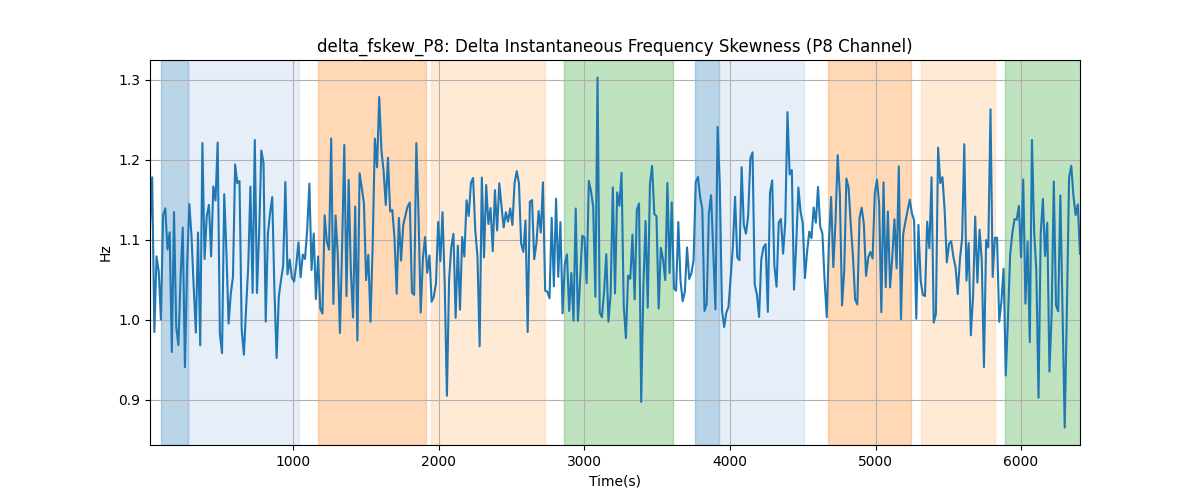 delta_fskew_P8: Delta Instantaneous Frequency Skewness (P8 Channel)
1.3
1.2
1.1
1.0
0.9
Hz
1000 2000 3000 4000 5000 6000
Time(s)